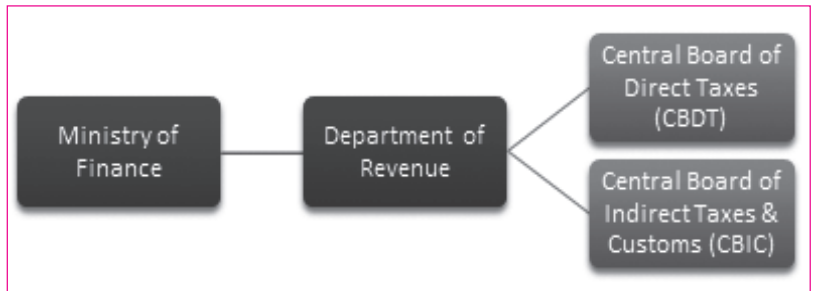 Ministry of
Finance
Department of
Revenue
Central Board of
Direct Taxes
(CBDT)
Central Board of
Indirect Taxes &
Customs (CBIC)